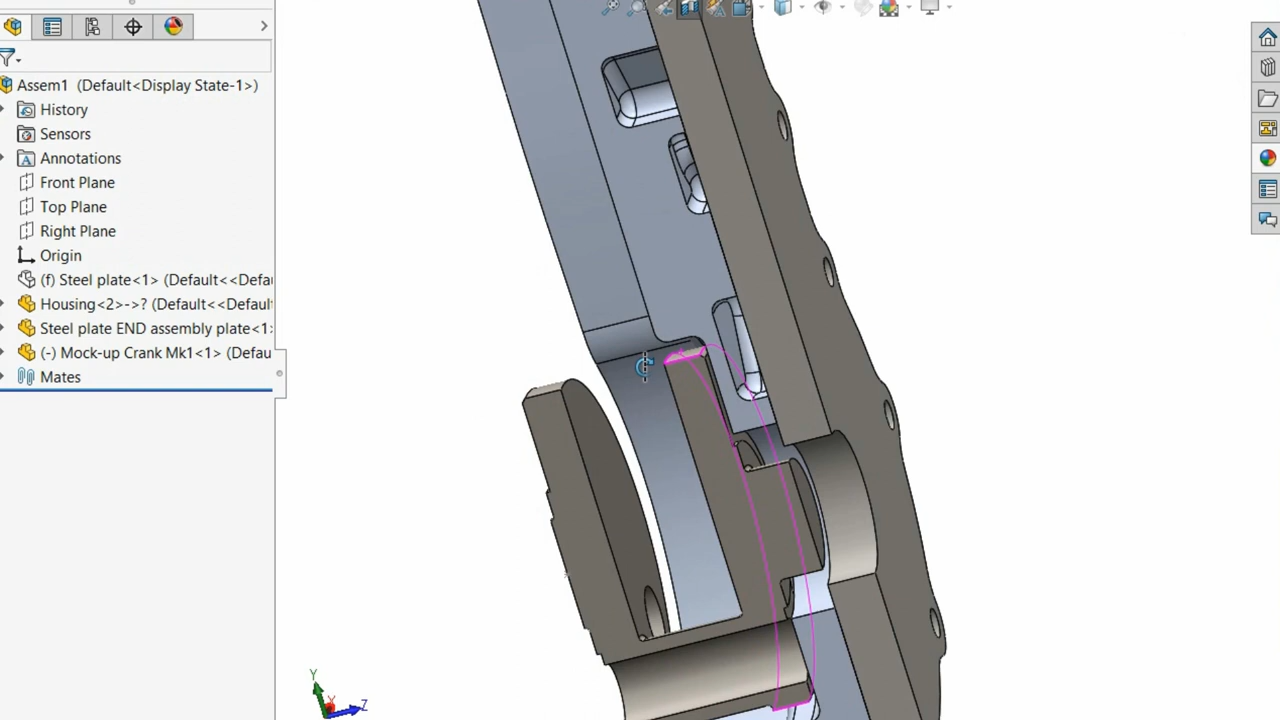 Assem1 (Default<Display State-1>)
History
Sensors
Annotations
Front Plane
Top Plane
Right Plane
Origin
(f) Steel plate<1> (Default<<Defau
Housing<2>-->? (Default<<Default
Steel plate END assembly plate<1>
(-) Mock-up Crank Mk1<1> (Defau
Mates
Y
X
Z